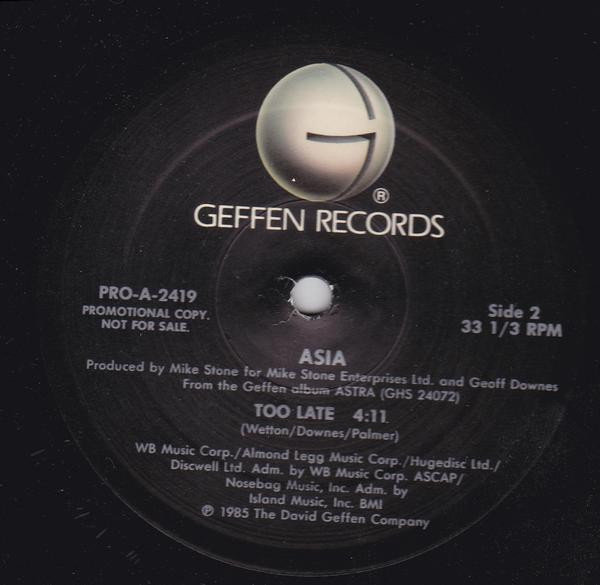 G
®
GEFFEN RECORDS
PRO-A-2419
PROMOTIONAL COPY.
NOT FOR SALE.
Side 2
33 1/3 RPM
ASIA
Produced by Mike Stone for Mike Stone Enterprises Ltd. and Geoff Downes
From the Geffen album ASTRA (GHS 24072)
TOO LATE 4:11
(Wetton/Downes/Palmer)
WB Music Corp./Almond Legg Music Corp./Hugedisc Ltd./
Discwell Ltd. Adm. by WB Music Corp. ASCAP/
Nosebag Music, Inc. Adm. by
Island Music, Inc. BMI
℗ 1985 The David Geffen Company